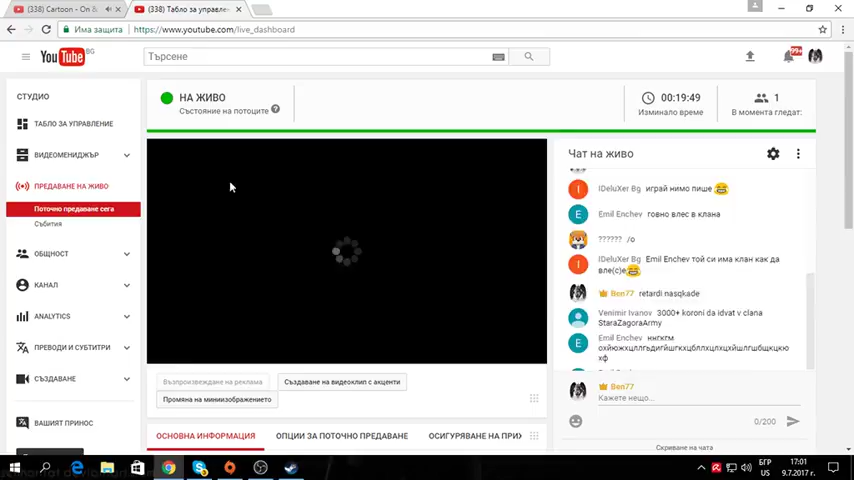 (338) Cartoon - On &
(338) Табло за управле
Има защита
https://www.youtube.com/live_dashboard
YouTube BG
Търсене
99+
СТУДИО
ТАБЛО ЗА УПРАВЛЕНИЕ
ВИДЕОМЕНИДЖЪР
ПРЕДАВАНЕ НА ЖИВО
Поточно предаване сега
Събития
ОБЩНОСТ
КАНАЛ
ANALYTICS
ПРЕВОДИ И СУБТИТРИ
СЪЗДАВАНЕ
ВАШИЯТ ПРИНОС
НА ЖИВО
Състояние на потоците
00:19:49
Изминало време
1
В момента гледат:
Възпроизвеждане на реклама
Създаване на видеоклип с акценти
Промяна на миниизображението
ОСНОВНА ИНФОРМАЦИЯ
ОПЦИИ ЗА ПОТОЧНО ПРЕДАВАНЕ
ОСИГУРЯВАНЕ НА ПРИ
Чат на живо
IDeluXer Bg играй нимо пише
Emil Enchev говно влес в клана
?????? /о
IDeluXer Bg Emil Enchev той си има клан как да
вле(с)е
Ben77 retardi nasqkade
Venimir Ivanov 3000+ koroni da idvat v clana
StaraZagoraArmy
Emil Enchev
Ben77
Кажете нещо...
0/200
Скриване на чата
БГР
US
17:01
9.7.2017 г.